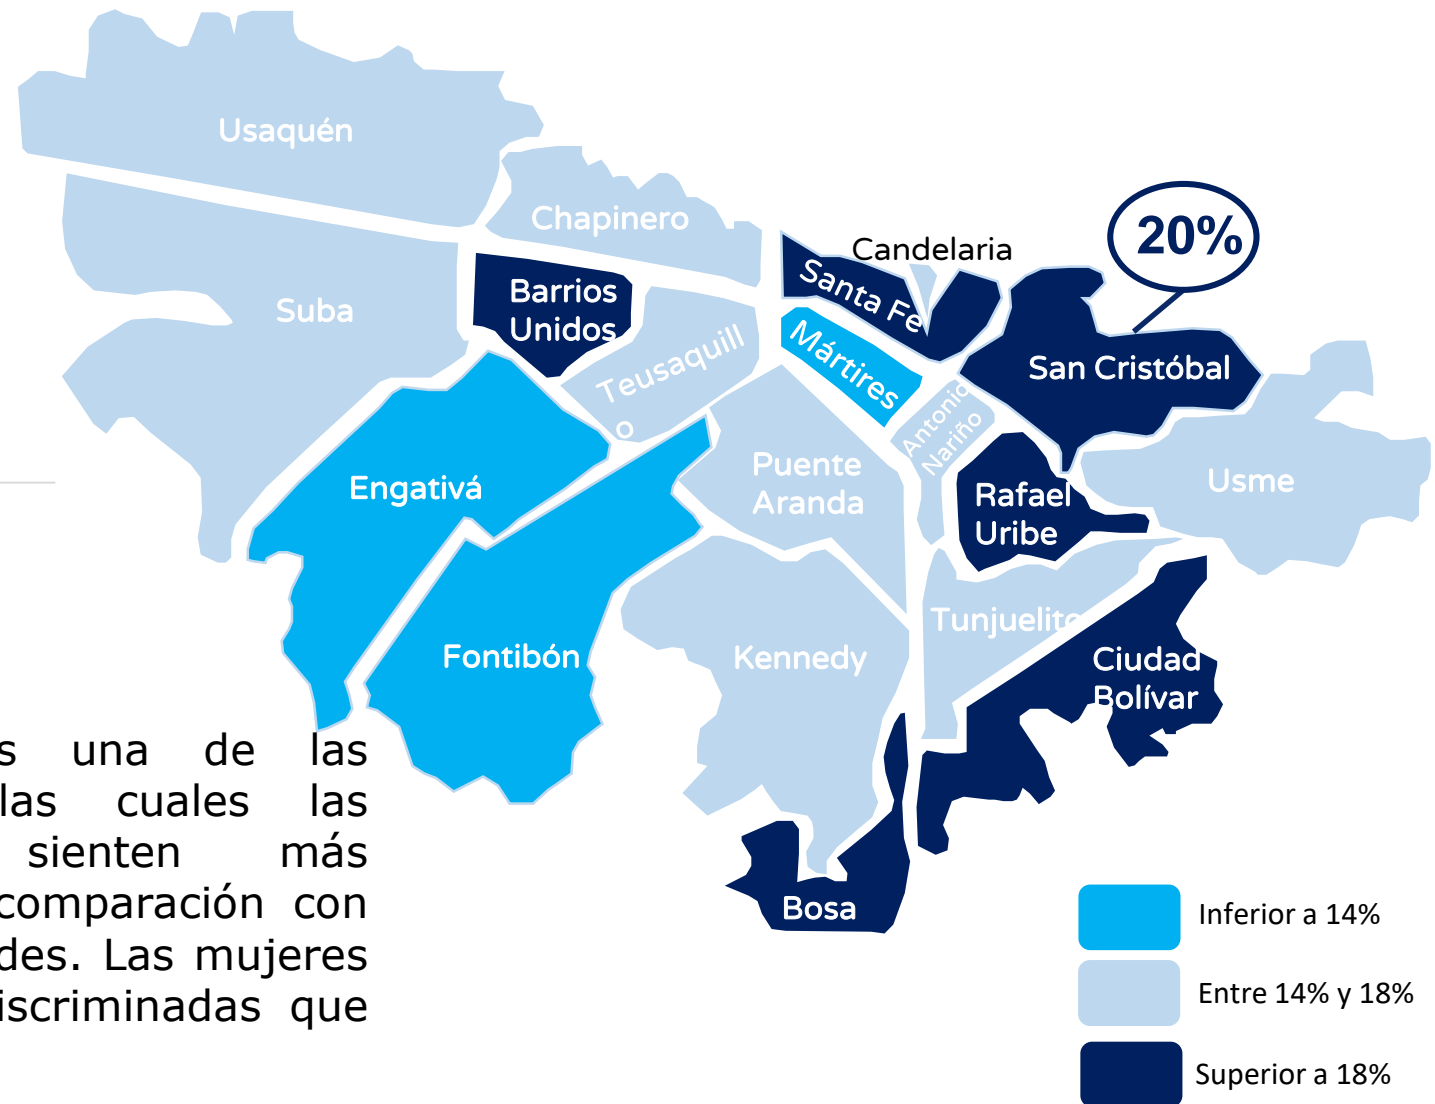 Usaquén
Chapinero
Candelaria
20%
Santa Fe
Barrios
Unidos
Suba
Teusaquill
o
Mártires
San Cristóbal
Antonio
Nariño
Puente
Aranda
Engativá
Rafael
Uribe
Usme
Tunjuelito
Fontibón
Kennedy
Ciudad
Bolívar
Bosa
s una de las
las cuales las
sienten más
comparación con
des. Las mujeres
iscriminadas que
Inferior a 14%
Entre 14% y 18%
Superior a 18%